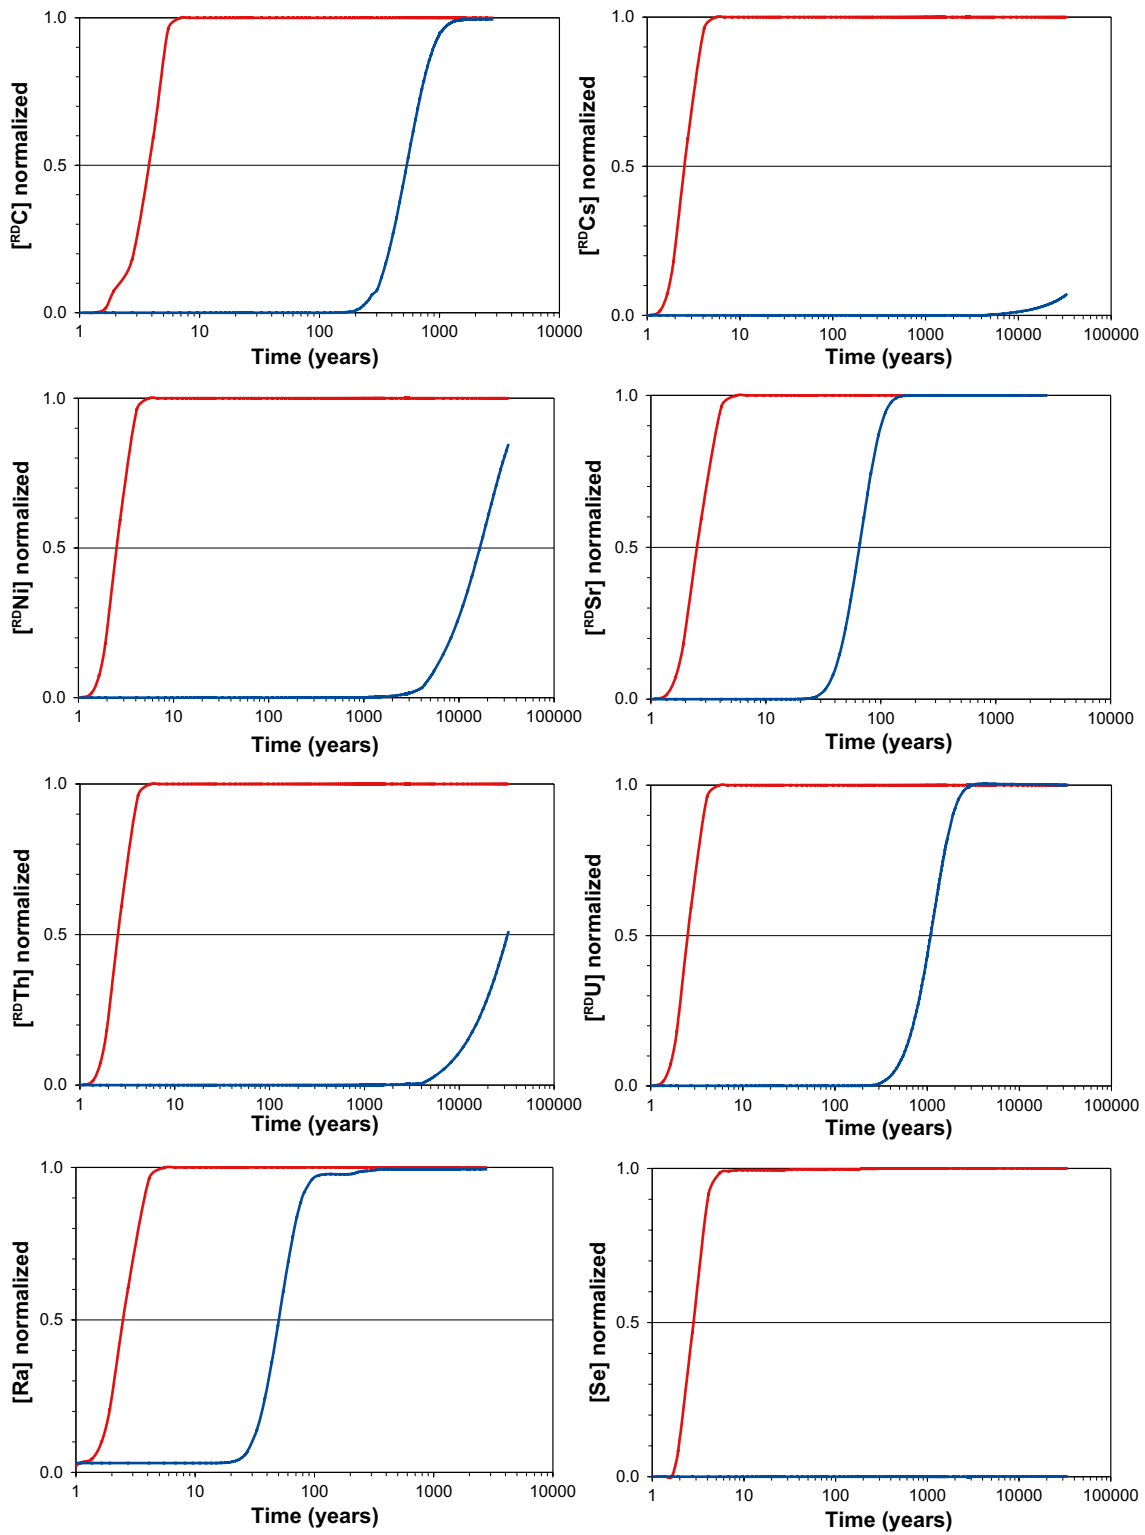 [RDC] normalized
1.0
0.5
0.0
1 10 100 1000 10000
Time (years)
[RDCs] normalized
1.0
0.5
0.0
1 10 100 1000 10000 100000
Time (years)
[RDNi] normalized
1.0
0.5
0.0
1 10 100 1000 10000 100000
Time (years)
[RDSr] normalized
1.0
0.5
0.0
1 10 100 1000 10000
Time (years)
[RDTh] normalized
1.0
0.5
0.0
1 10 100 1000 10000 100000
Time (years)
[RDU] normalized
1.0
0.5
0.0
1 10 100 1000 10000 100000
Time (years)
[Ra] normalized
1.0
0.5
0.0
1 10 100 1000 10000
Time (years)
[Se] normalized
1.0
0.5
0.0
1 10 100 1000 10000 100000
Time (years)